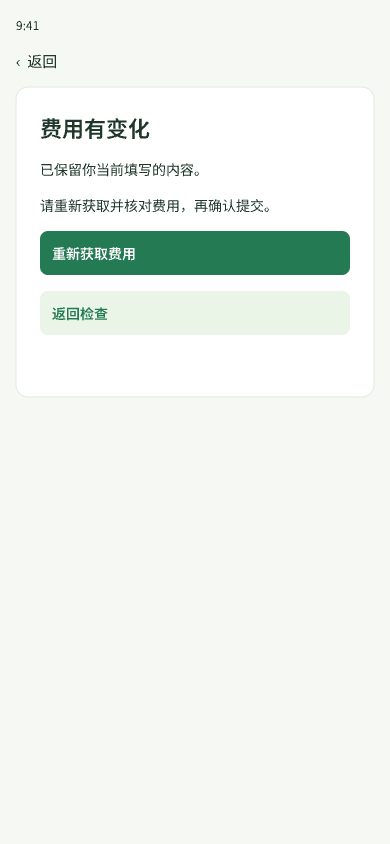 9:41
‹ 返回
费用有变化
已保留你当前填写的内容。
请重新获取并核对费用，再确认提交。
重新获取费用
返回检查